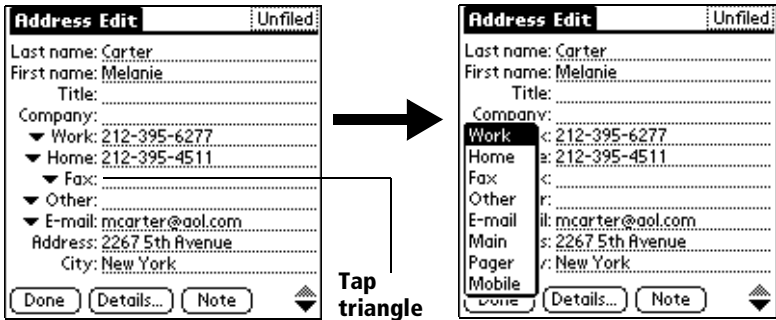 Address Edit Unfiled
Last name: Carter
First name: Melanie
Title:
Company:
Work: 212-395-6277
Home: 212-395-4511
Fax:
Other:
E-mail: mcarter@aol.com
Address: 2267 5th Avenue
City: New York
Done Details... Note
Tap
triangle
Address Edit Unfiled
Last name: Carter
First name: Melanie
Title:
Company:
Work k: 212-395-6277
Home e: 212-395-4511
Fax x:
Other r:
E-mail il: mcarter@aol.com
Main s: 2267 5th Avenue
Pager y: New York
Mobile
Done Details... Note